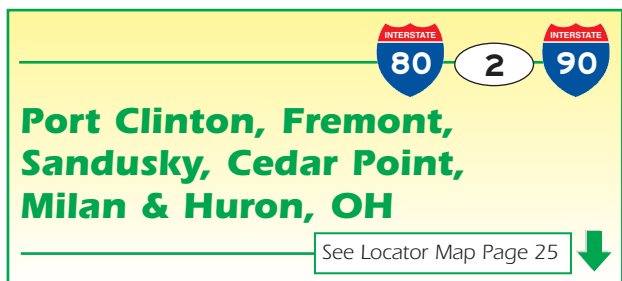 INTERSTATE INTERSTATE
80 2 90
Port Clinton, Fremont,
Sandusky, Cedar Point,
Milan & Huron, OH
See Locator Map Page 25